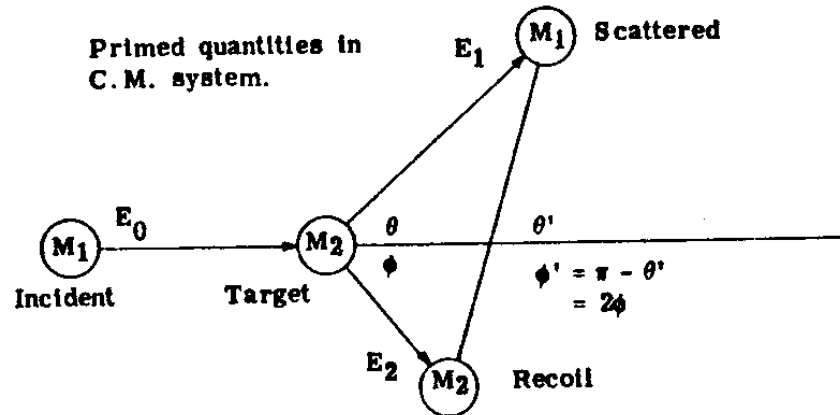 Primed quantities in
C. M. system.
M₁ Scattered
E₁
E₀
θ θ'
M₁
M₂
ϕ
ϕ' = π - θ'
= 2ϕ
Incident
Target
E₂
M₂ Recoil